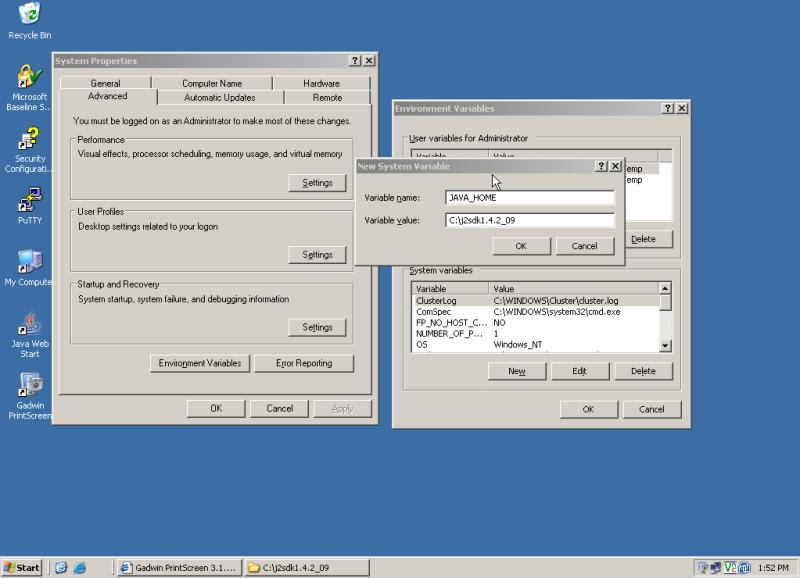 Recycle Bin
Microsoft
Baseline S...
Security
Configurati...
PuTTY
My Compute
Java Web
Start
Gadwin
PrintScreen
System Properties
General
Computer Name
Hardware
Advanced
Automatic Updates
Remote
You must be logged on as an Administrator to make most of these changes.
Performance
Visual effects, processor scheduling, memory usage, and virtual memory
Settings
User Profiles
Desktop settings related to your logon
Settings
Startup and Recovery
System startup, system failure, and debugging information
Settings
Environment Variables
Error Reporting
OK
Cancel
Apply
Environment Variables
User variables for Administrator
Variable
Value
Temp
Temp
Delete
New System Variable
Variable name:
JAVA_HOME
Variable value:
C:\j2sdk1.4.2_09
OK
Cancel
System variables
Variable
Value
ClusterLog
C:\WINDOWS\Cluster\cluster.log
ComSpec
C:\WINDOWS\system32\cmd.exe
FP_NO_HOST_C...
NO
NUMBER_OF_P...
1
OS
Windows_NT
New
Edit
Delete
OK
Cancel
Start
Gadwin PrintScreen 3.1....
C:\j2sdk1.4.2_09
1:52 PM